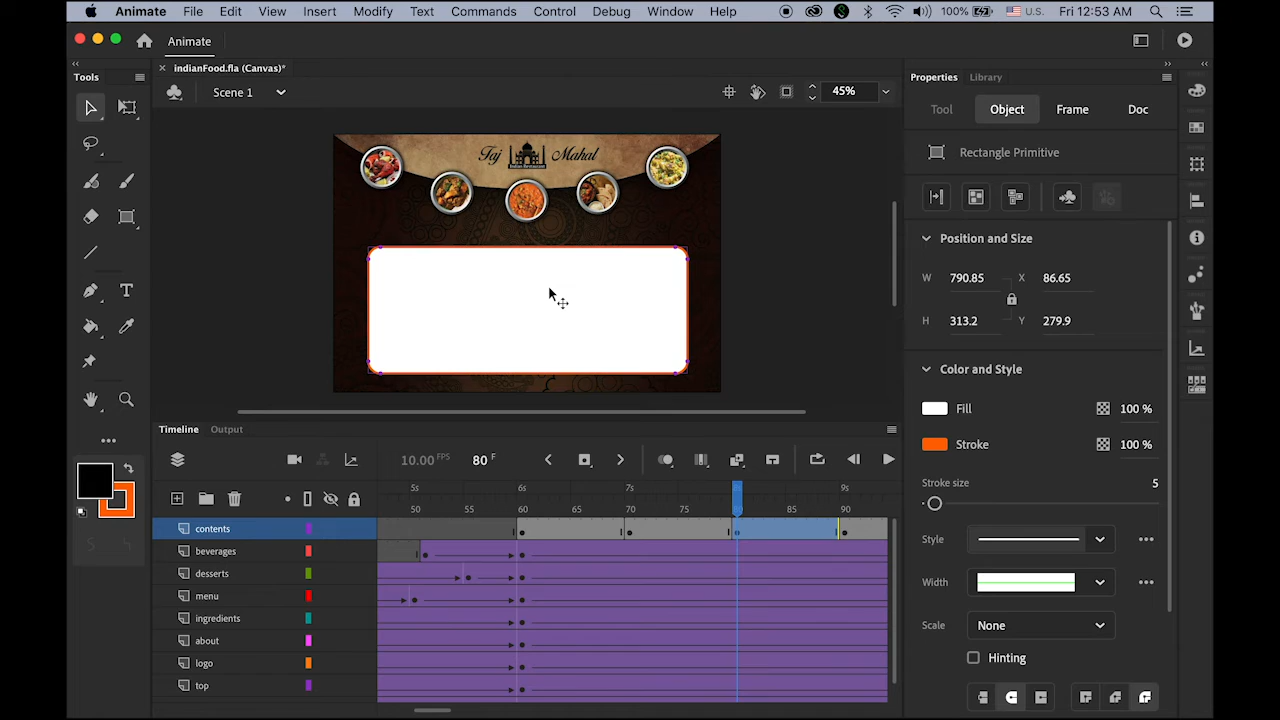 Animate File Edit View Insert Modify Text Commands Control Debug Window Help 100% U.S. Fri 12:53 AM
Animate
Tools
indianFood.fla (Canvas)*
Scene 1
45%
Taj Mahal
Indian Restaurant
Properties Library
Tool Object Frame Doc
Rectangle Primitive
Position and Size
W 790.85 X 86.65
H 313.2 Y 279.9
Color and Style
Fill 100 %
Stroke 100 %
Stroke size 5
Style
Width
Scale None
Hinting
Timeline Output
10.00 FPS 80 F
5s 6s 7s 8s 9s
50 55 60 65 70 75 85 90
contents
beverages
desserts
menu
ingredients
about
logo
top